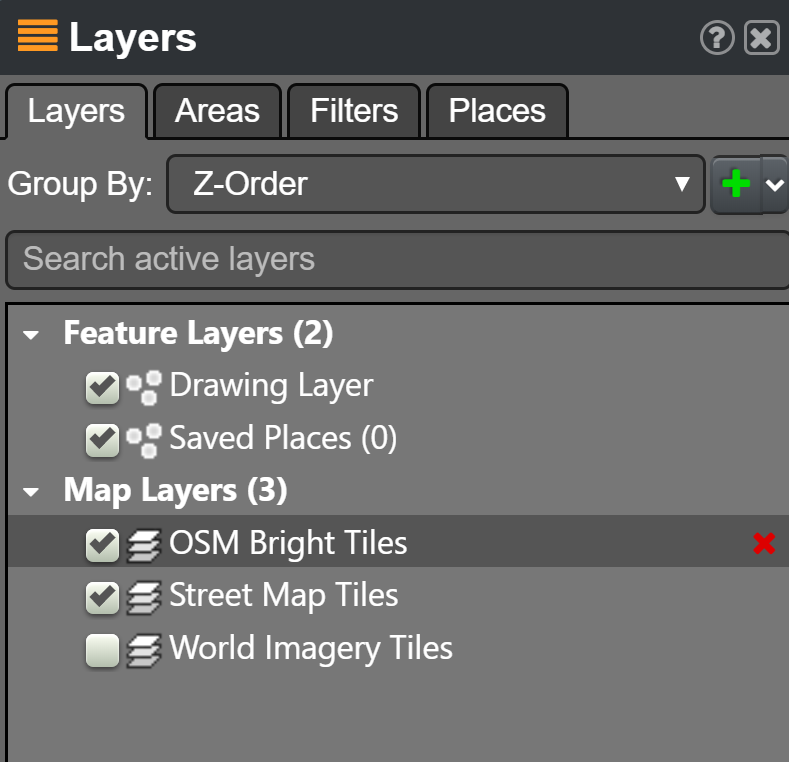 Layers
Layers Areas Filters Places
Group By: Z-Order
Search active layers
Feature Layers (2)
Drawing Layer
Saved Places (0)
Map Layers (3)
OSM Bright Tiles
Street Map Tiles
World Imagery Tiles